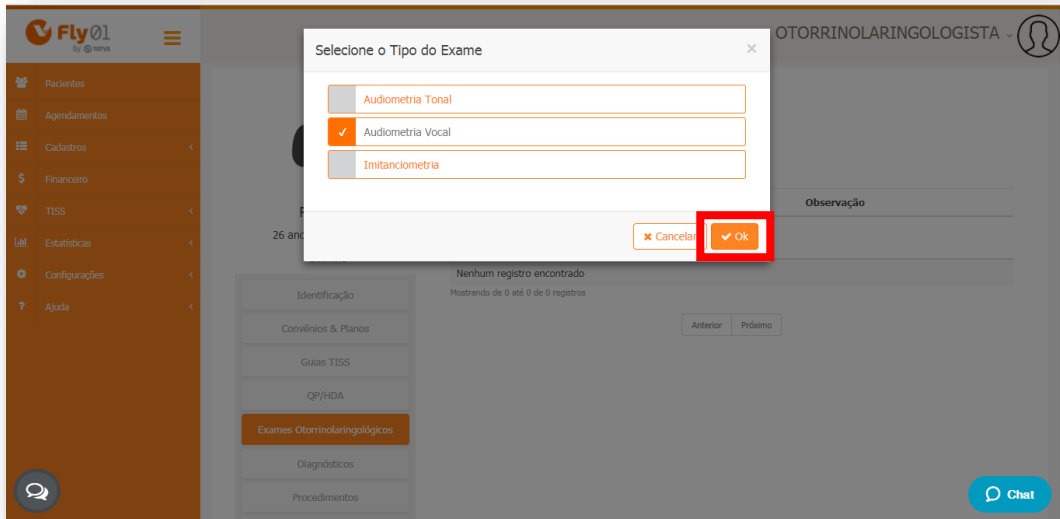 Fly01
by terus
OTORRINOLARINGOLOGISTA
Selecione o Tipo do Exame
Audiometria Tonal
Audiometria Vocal
Imitanciometria
Cancelar
Ok
Pacientes
Agendamentos
Cadastros
Financeiro
TISS
Estatísticas
Configurações
Ajuda
26 ano
Observação
Nenhum registro encontrado
Mostrando de 0 até 0 de 0 registros
Anterior Próximo
Identificação
Convênios & Planos
Guias TISS
QP/HDA
Exames Otorrinolaringológicos
Diagnósticos
Procedimentos
Chat